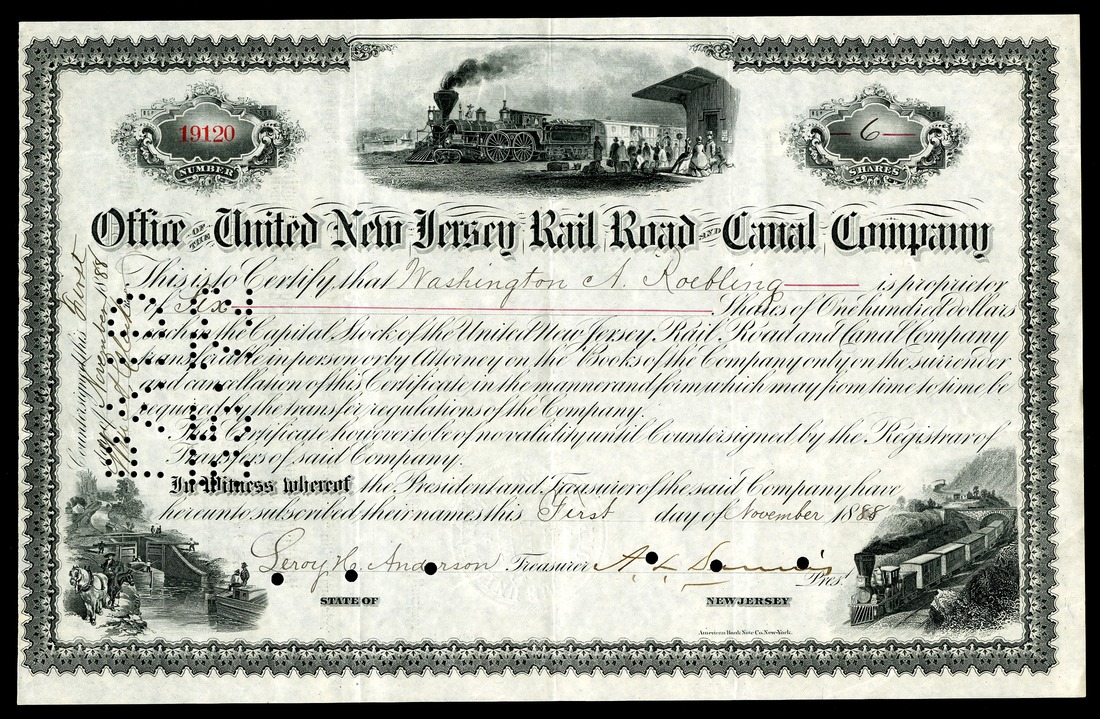 19120
NUMBER
6
SHARES
Office OF THE United New Jersey Rail Road AND Canal Company
This is to Certify that Washington A. Roebling is proprietor
of Six Shares of One hundred Dollars
each in the Capital Stock of the United New Jersey Rail Road and Canal Company
transferable in person or by Attorney on the Books of the Company only on the surrender
and cancellation of this Certificate in the manner and form which may from time to time be
required by the transfer regulations of the Company.
This Certificate however to be of no validity until Countersigned by the Registrar of
Transfers of said Company.
In Witness whereof the President and Treasurer of the said Company have
hereunto subscribed their names this First day of November 1888
Leroy H. Anderson Treasurer
Pres't
STATE OF NEW JERSEY
American Bank Note Co. New-York.
Countersigned this First
day of November 1888